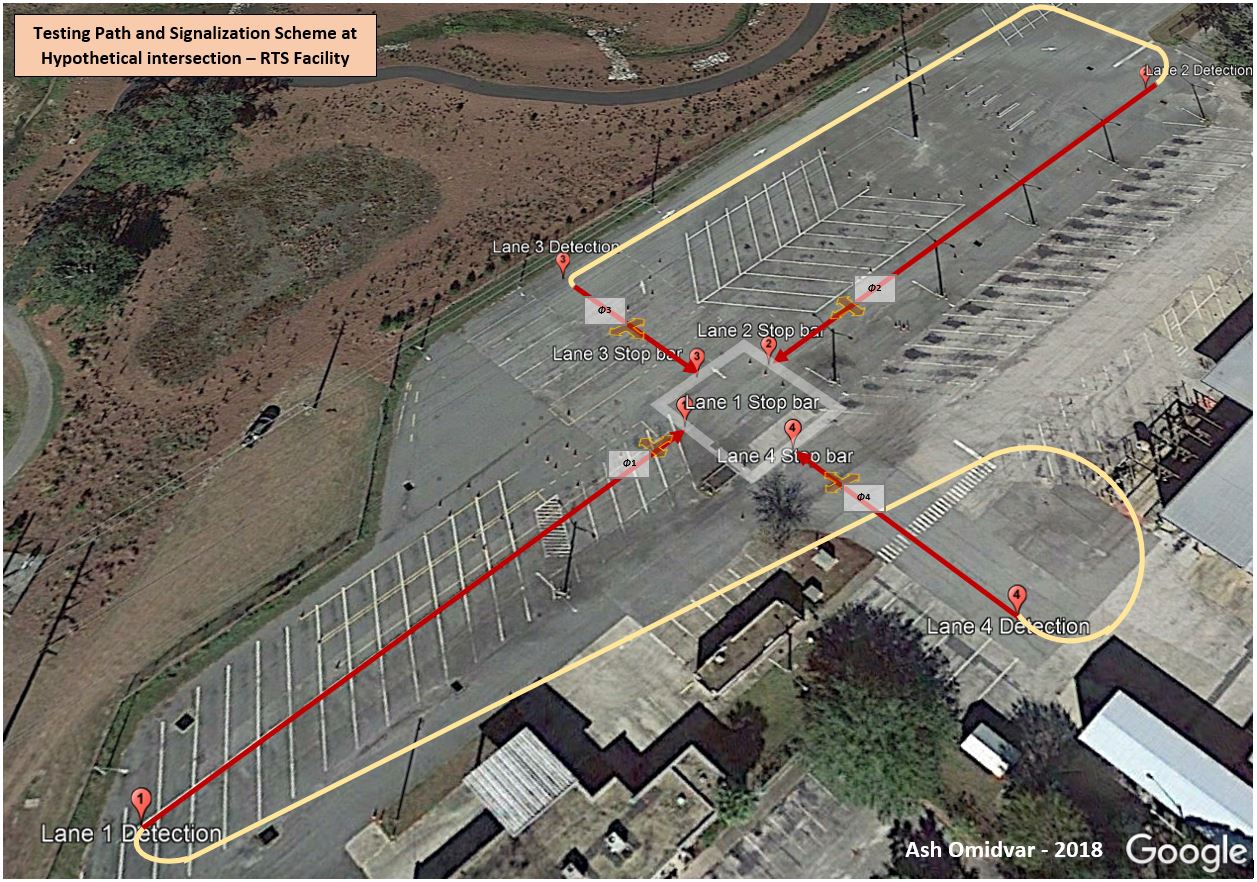 Testing Path and Signalization Scheme at
Hypothetical intersection – RTS Facility
Lane 2 Detection
Lane 3 Detection
3
Φ2
Φ3
Lane 2 Stop bar
2
Lane 3 Stop bar
3
Lane 1 Stop bar
1
4
Lane 4 Stop bar
Φ1
Φ4
4
Lane 4 Detection
1
Lane 1 Detection
Ash Omidvar - 2018
Google